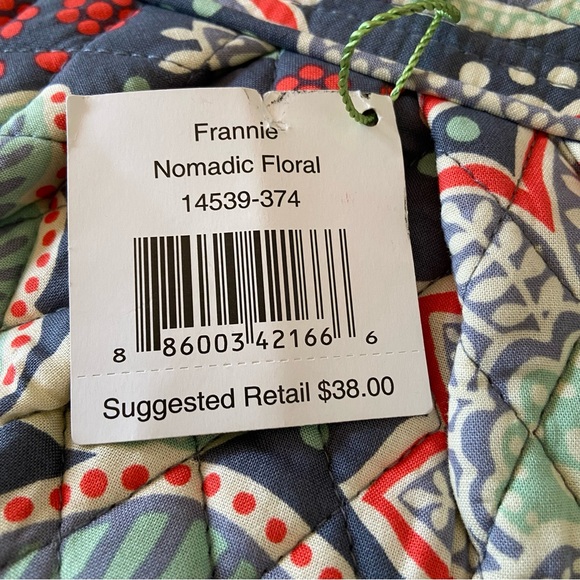 Frannie
Nomadic Floral
14539-374
8 86003 42166 6
Suggested Retail $38.00